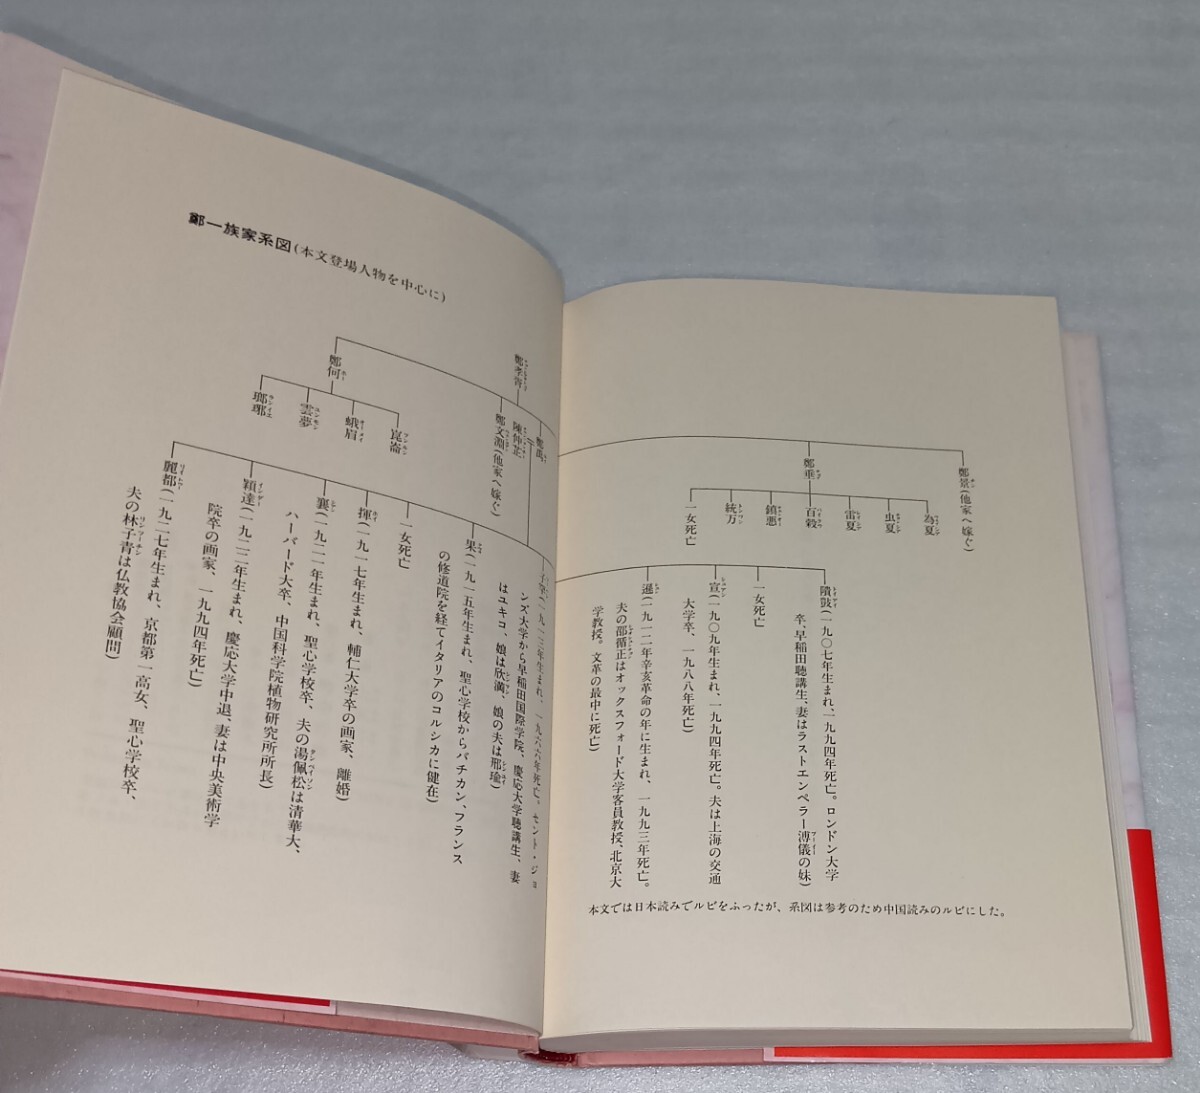 鄭一族家系図(本文登場人物を中心に)
鄭孝胥
鄭景(他家へ嫁ぐ)
鄭垂
為夏
虫夏
雷夏
百穀
鎮悪
統万
一女死亡
鄭禹
陳仲正
鄭文淵(他家へ嫁ぐ)
鄭何
崑崙
蛾眉
雲夢
瑯琊
隤敱(一九〇七年生まれ、一九九四年死亡。ロンドン大学
卒、早稲田聴講生、妻はラストエンペラー溥儀の妹)
一女死亡
宣(一九〇九年生まれ、一九九四年死亡。夫は上海の交通
大学卒、一九八八年死亡)
遜(一九一二年辛亥革命の年に生まれ、一九九三年死亡。
夫の邵循正はオックスフォード大学客員教授、北京大
学教授。文革の最中に死亡)
(一九一三年生まれ、一九六六年死亡。セント・ジョ
ンズ大学から早稲田国際学院、慶応大学聴講生、妻
はユキコ、娘は欣満、娘の夫は邢瑜)
果(一九一五年生まれ、聖心学校からバチカン、フランス
の修道院を経てイタリアのコルシカに健在)
一女死亡
揮(一九一七年生まれ、輔仁大学卒の画家、離婚)
襄(一九二一年生まれ、聖心学校卒、夫の湯佩松は清華大、
ハーバード大卒、中国科学院植物研究所所長)
穎達(一九二二年生まれ、慶応大学中退、妻は中央美術学
院卒の画家、一九九四年死亡)
麗都(一九二七年生まれ、京都第一高女、聖心学校卒、
夫の林子青は仏教協会顧問)
本文では日本読みでルビをふったが、系図は参考のため中国読みのルビにした。